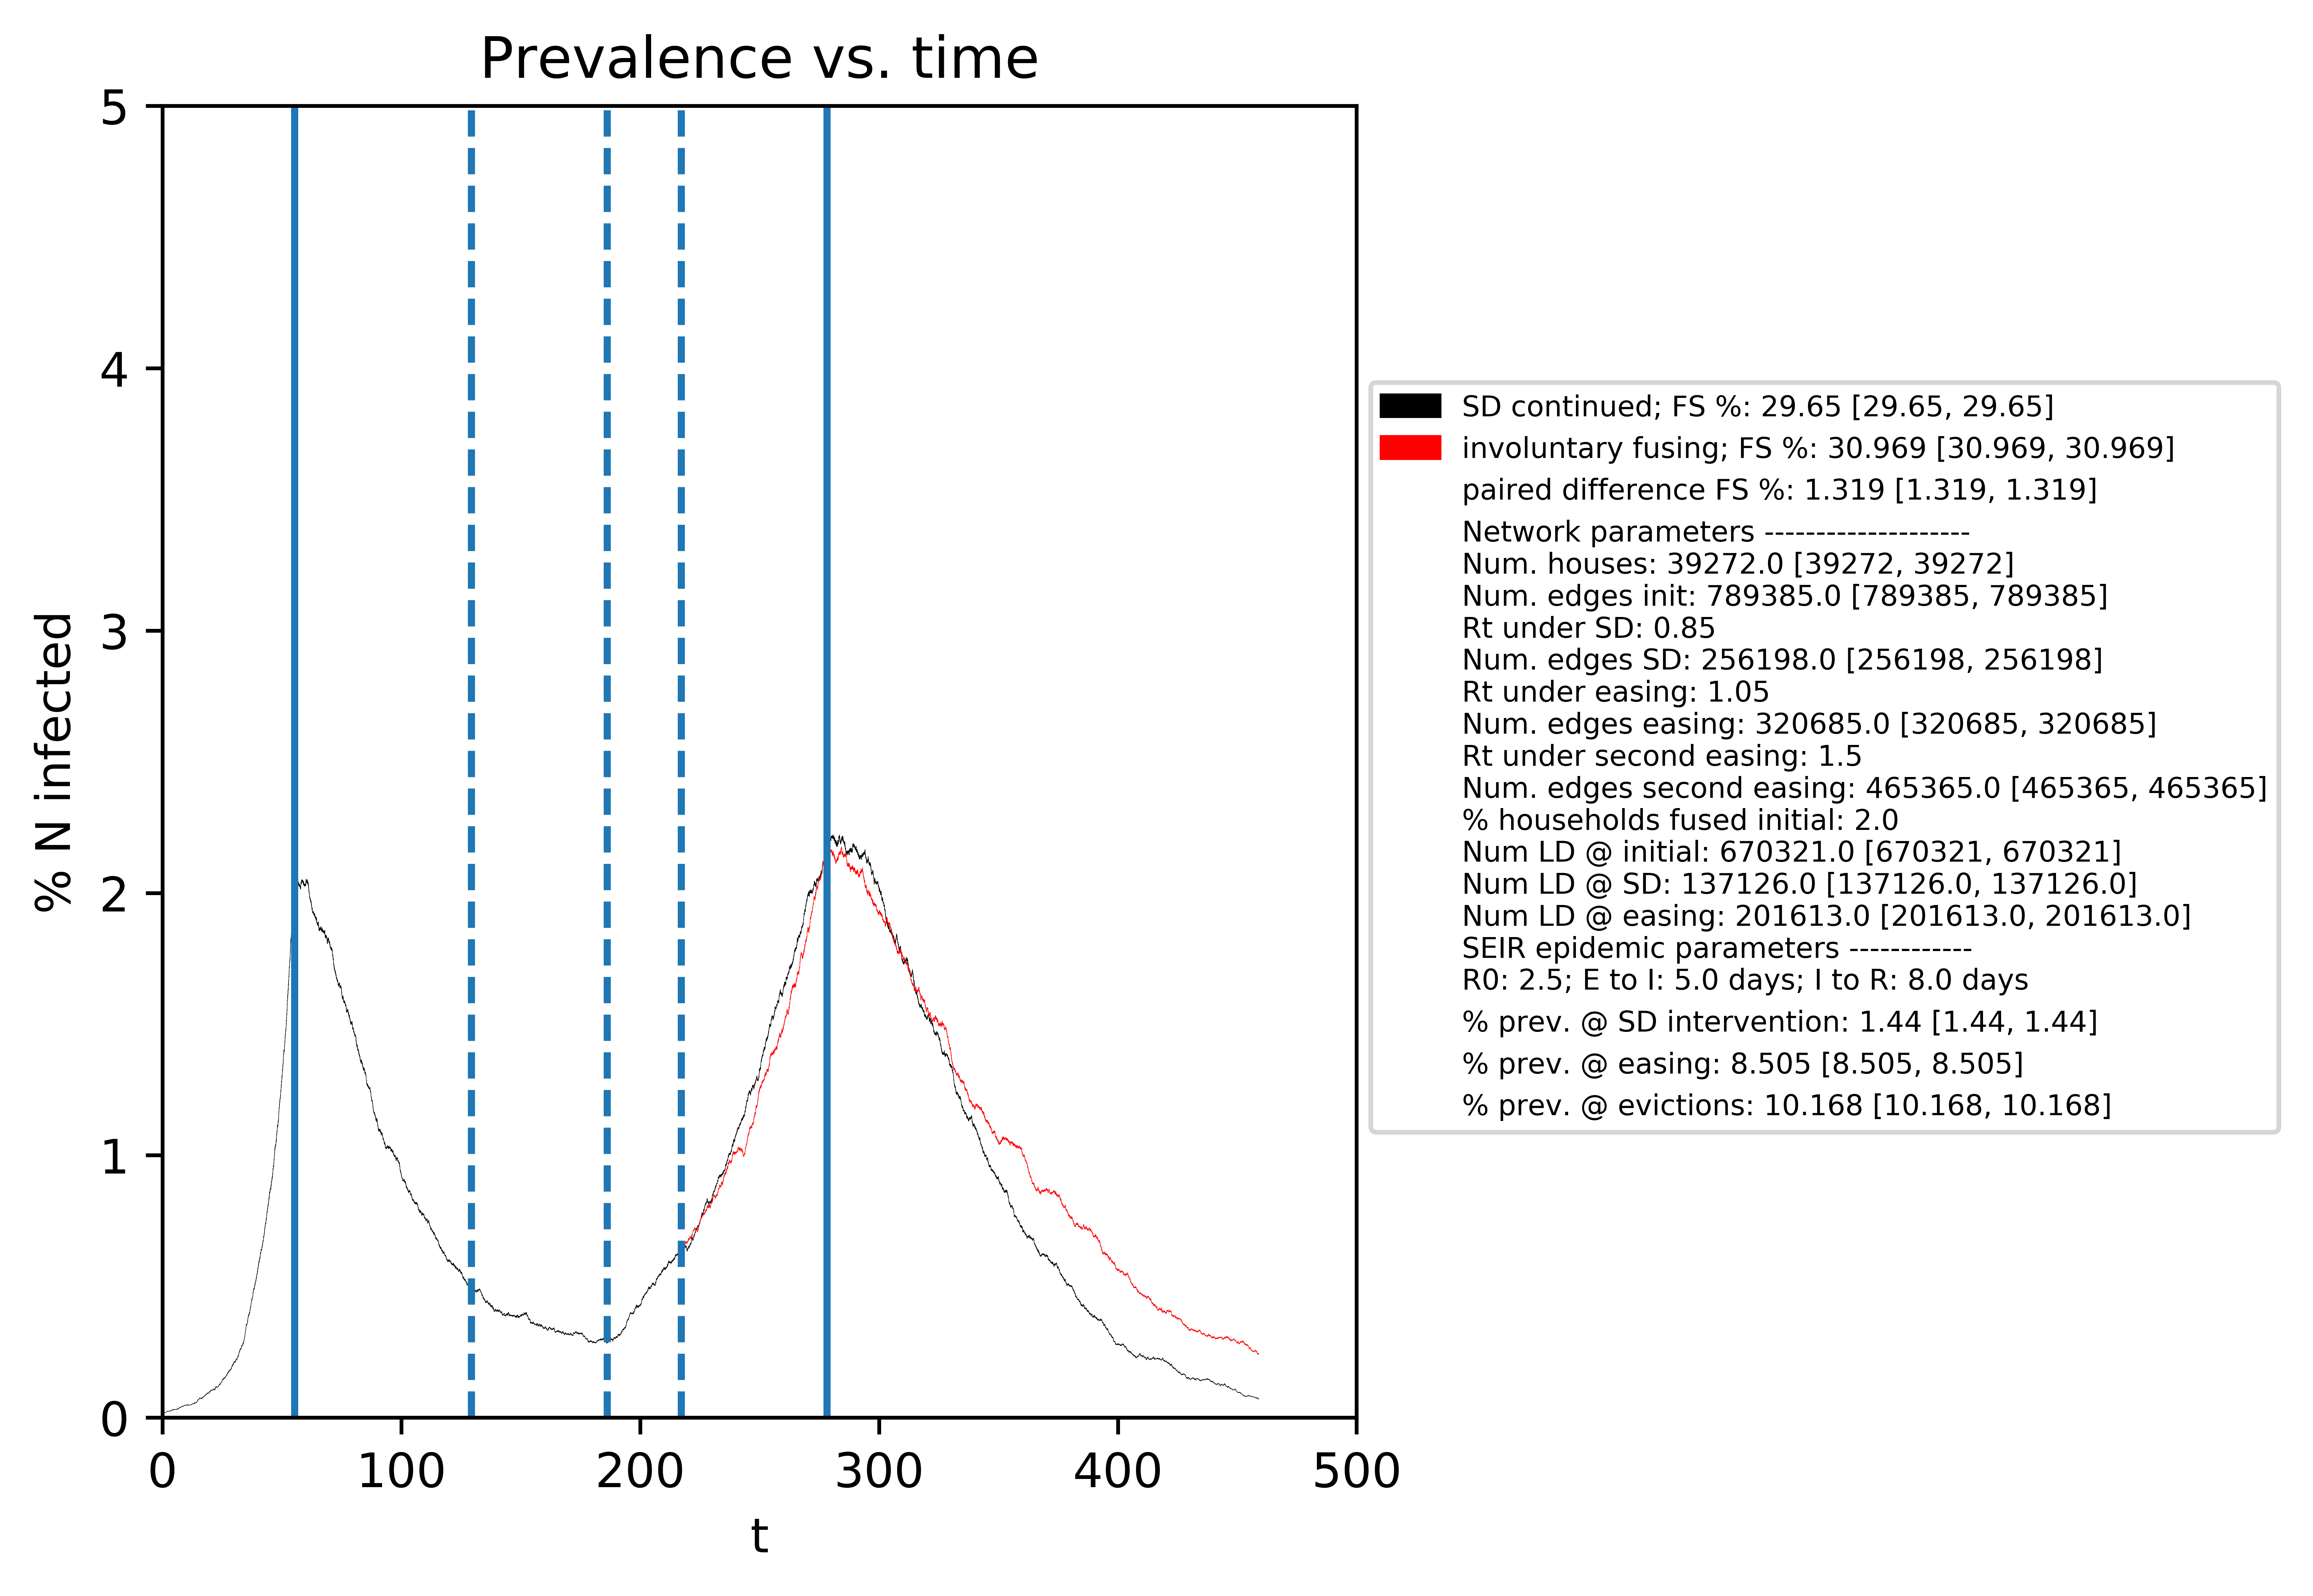 Prevalence vs. time
5
4
3
2
1
0
% N infected
0 100 200 300 400 500
t
SD continued; FS %: 29.65 [29.65, 29.65]
involuntary fusing; FS %: 30.969 [30.969, 30.969]
paired difference FS %: 1.319 [1.319, 1.319]
Network parameters --------------------
Num. houses: 39272.0 [39272, 39272]
Num. edges init: 789385.0 [789385, 789385]
Rt under SD: 0.85
Num. edges SD: 256198.0 [256198, 256198]
Rt under easing: 1.05
Num. edges easing: 320685.0 [320685, 320685]
Rt under second easing: 1.5
Num. edges second easing: 465365.0 [465365, 465365]
% households fused initial: 2.0
Num LD @ initial: 670321.0 [670321, 670321]
Num LD @ SD: 137126.0 [137126.0, 137126.0]
Num LD @ easing: 201613.0 [201613.0, 201613.0]
SEIR epidemic parameters ------------
R0: 2.5; E to I: 5.0 days; I to R: 8.0 days
% prev. @ SD intervention: 1.44 [1.44, 1.44]
% prev. @ easing: 8.505 [8.505, 8.505]
% prev. @ evictions: 10.168 [10.168, 10.168]